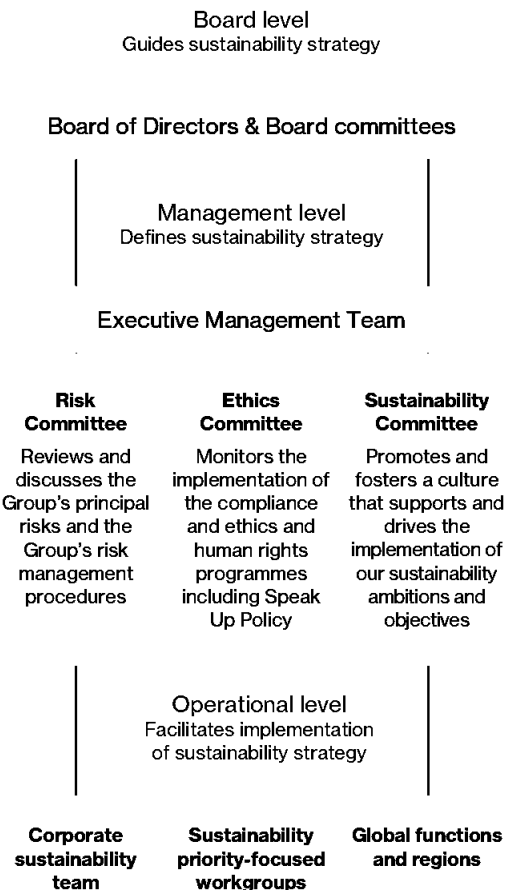 Board level
Guides sustainability strategy
Board of Directors & Board committees
Management level
Defines sustainability strategy
Executive Management Team
Risk
Committee
Reviews and
discusses the
Group's principal
risks and the
Group's risk
management
procedures
Ethics
Committee
Monitors the
implementation of
the compliance
and ethics and
human rights
programmes
including Speak
Up Policy
Sustainability
Committee
Promotes and
fosters a culture
that supports and
drives the
implementation of
our sustainability
ambitions and
objectives
Operational level
Facilitates implementation
of sustainability strategy
Corporate
sustainability
team
Sustainability
priority-focused
workgroups
Global functions
and regions